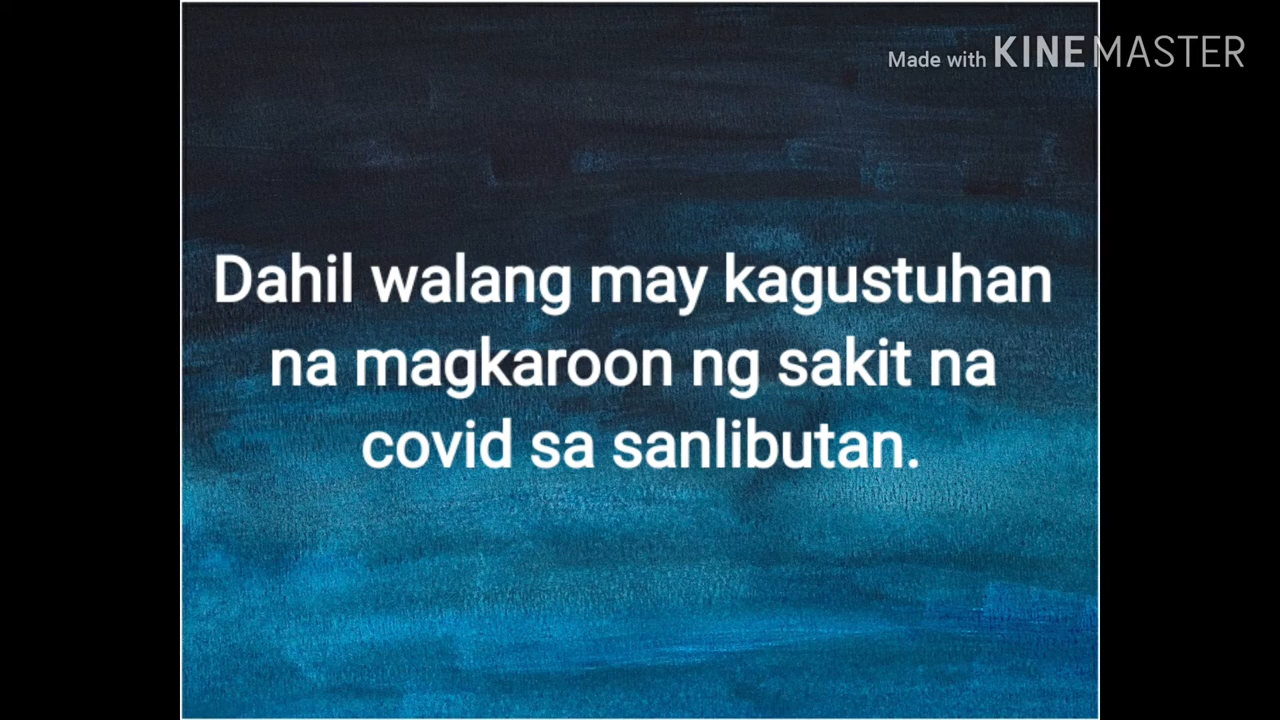 Made with KINEMASTER
Dahil walang may kagustuhan
na magkaroon ng sakit na
covid sa sanlibutan.